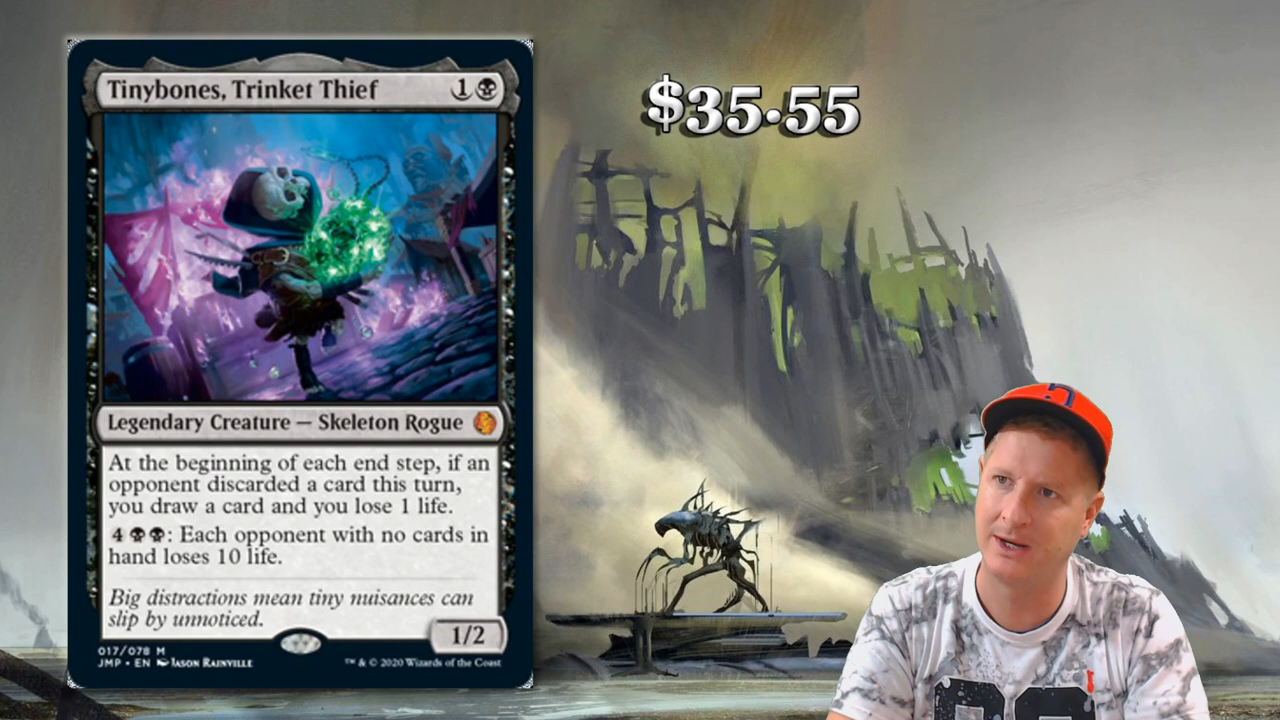 Tinybones, Trinket Thief 1
$35.55
Legendary Creature — Skeleton Rogue
At the beginning of each end step, if an
opponent discarded a card this turn,
you draw a card and you lose 1 life.
4 : Each opponent with no cards in
hand loses 10 life.
Big distractions mean tiny nuisances can
slip by unnoticed.
1/2
017/078 M
JMP • EN Jason Rainville
™ & © 2020 Wizards of the Coast